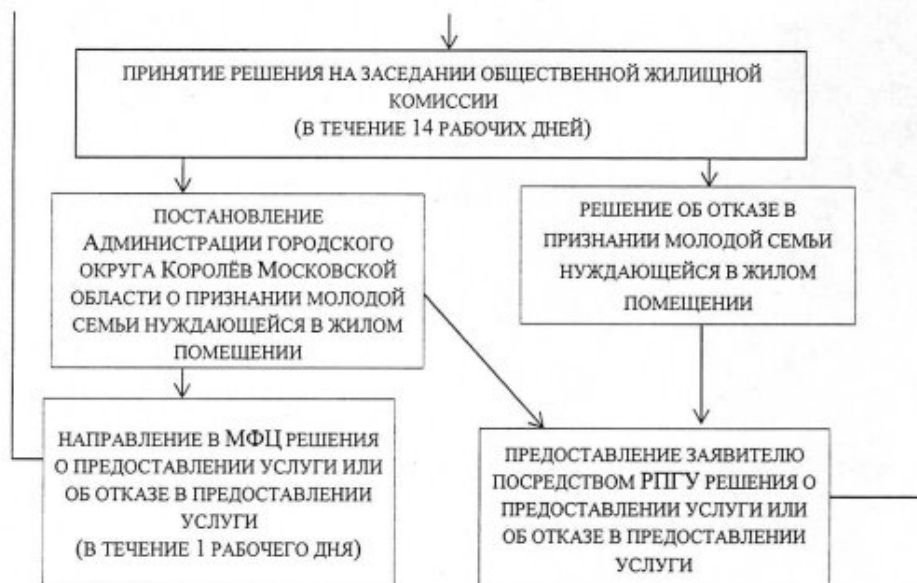 ПРИНЯТИЕ РЕШЕНИЯ НА ЗАСЕДАНИИ ОБЩЕСТВЕННОЙ ЖИЛИЩНОЙ
КОМИССИИ
(В ТЕЧЕНИЕ 14 РАБОЧИХ ДНЕЙ)
ПОСТАНОВЛЕНИЕ
АДМИНИСТРАЦИИ ГОРОДСКОГО
ОКРУГА КОРОЛЁВ МОСКОВСКОЙ
ОБЛАСТИ О ПРИЗНАНИИ МОЛОДОЙ
СЕМЬИ НУЖДАЮЩЕЙСЯ В ЖИЛОМ
ПОМЕЩЕНИИ
РЕШЕНИЕ ОБ ОТКАЗЕ В
ПРИЗНАНИИ МОЛОДОЙ СЕМЬИ
НУЖДАЮЩЕЙСЯ В ЖИЛОМ
ПОМЕЩЕНИИ
НАПРАВЛЕНИЕ В МФЦ РЕШЕНИЯ
О ПРЕДОСТАВЛЕНИИ УСЛУГИ ИЛИ
ОБ ОТКАЗЕ В ПРЕДОСТАВЛЕНИИ
УСЛУГИ
(В ТЕЧЕНИЕ 1 РАБОЧЕГО ДНЯ)
ПРЕДОСТАВЛЕНИЕ ЗАЯВИТЕЛЮ
ПОСРЕДСТВОМ РПГУ РЕШЕНИЯ О
ПРЕДОСТАВЛЕНИИ УСЛУГИ ИЛИ
ОБ ОТКАЗЕ В ПРЕДОСТАВЛЕНИИ
УСЛУГИ